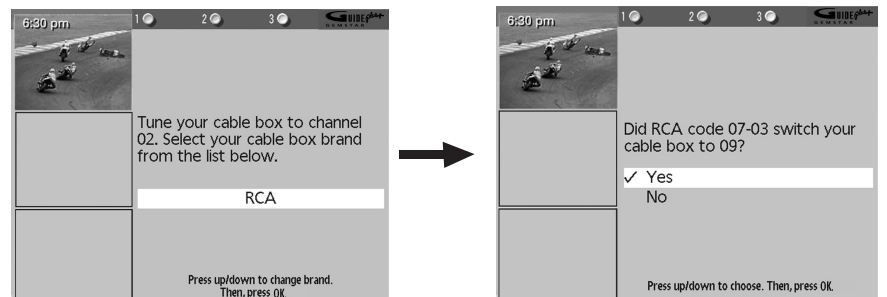 6:30 pm
1 2 3 GUIDE Plus+
GEMSTAR
Tune your cable box to channel
02. Select your cable box brand
from the list below.
RCA
Press up/down to change brand.
Then, press OK.
6:30 pm
1 2 3 GUIDE Plus+
GEMSTAR
Did RCA code 07-03 switch your
cable box to 09?
✓ Yes
No
Press up/down to choose. Then, press OK.